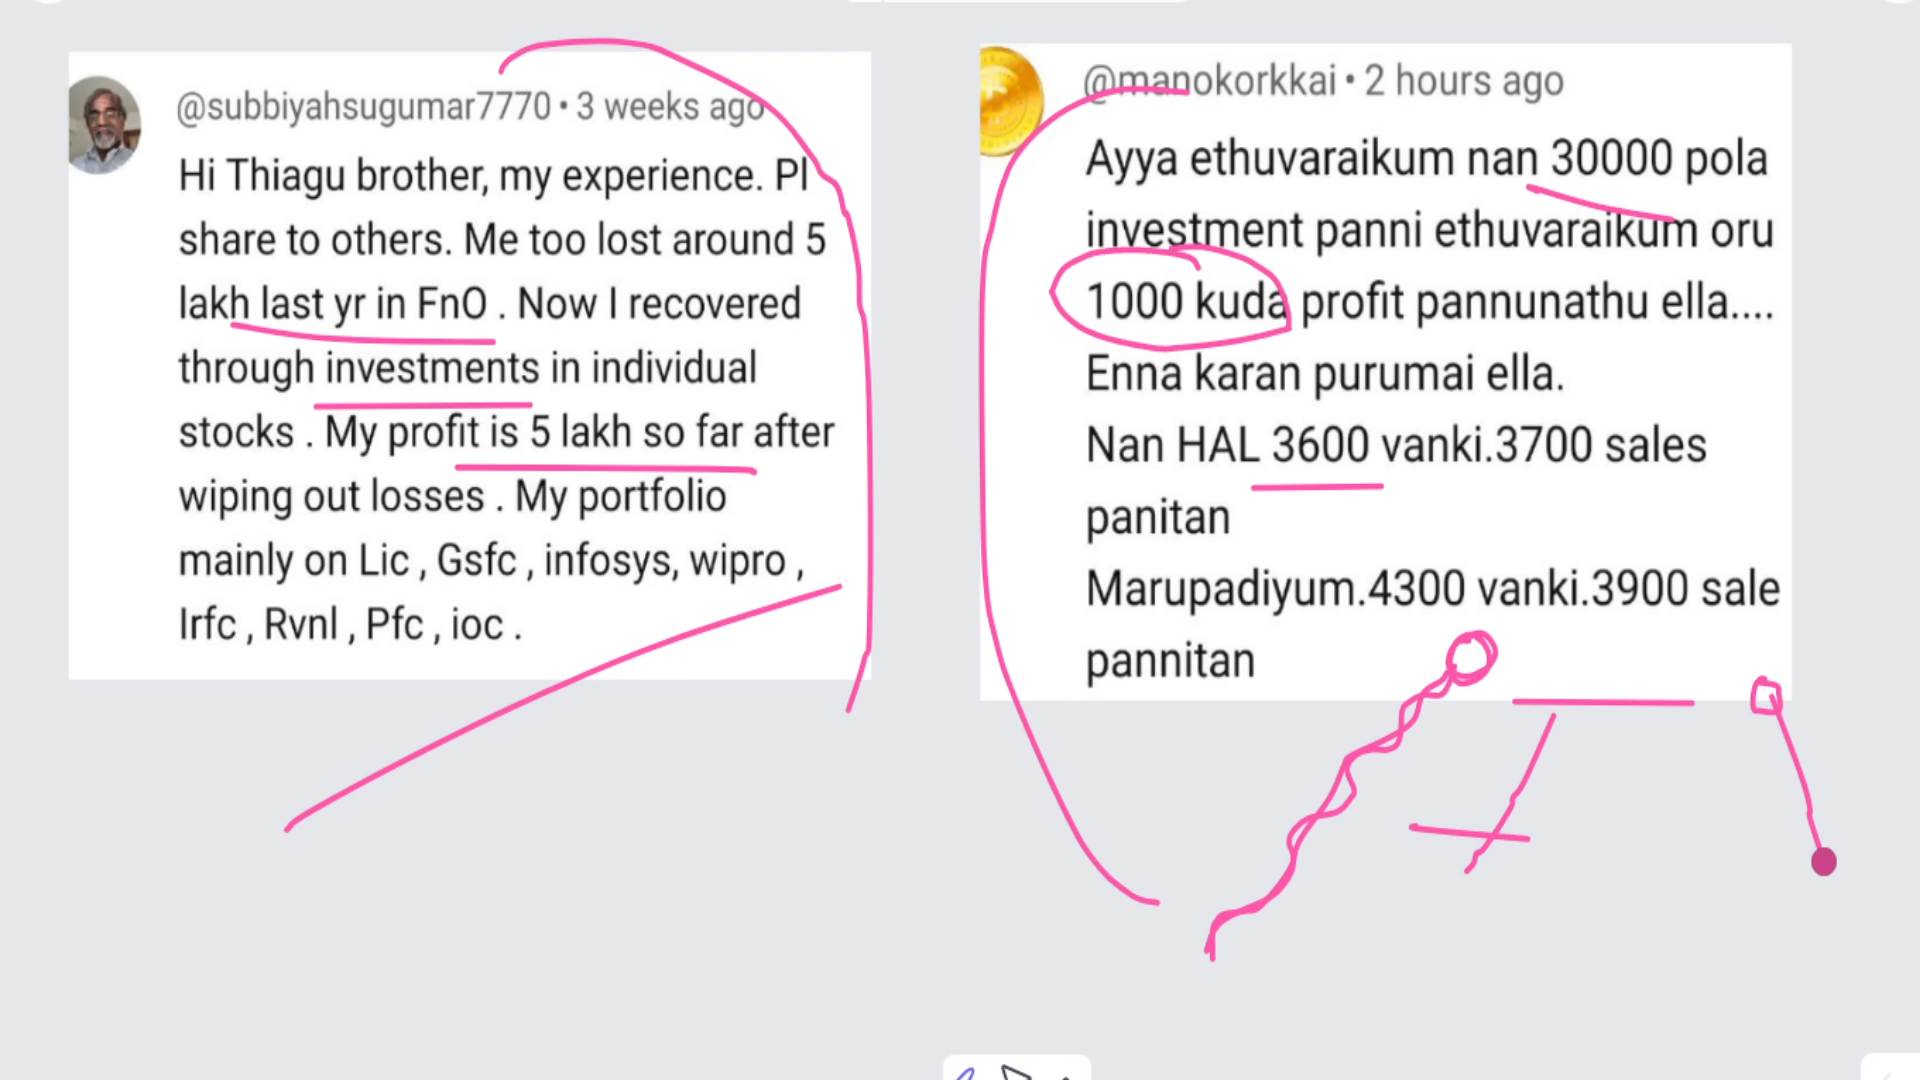 @subbiyahsugumar7770 • 3 weeks ago
Hi Thiagu brother, my experience. Pl
share to others. Me too lost around 5
lakh last yr in FnO . Now I recovered
through investments in individual
stocks . My profit is 5 lakh so far after
wiping out losses . My portfolio
mainly on Lic , Gsfc , infosys, wipro ,
Irfc , Rvnl , Pfc , ioc .
@manokorkkai • 2 hours ago
Ayya ethuvaraikum nan 30000 pola
investment panni ethuvaraikum oru
1000 kuda profit pannunathu ella....
Enna karan purumai ella.
Nan HAL 3600 vanki.3700 sales
panitan
Marupadiyum.4300 vanki.3900 sale
pannitan